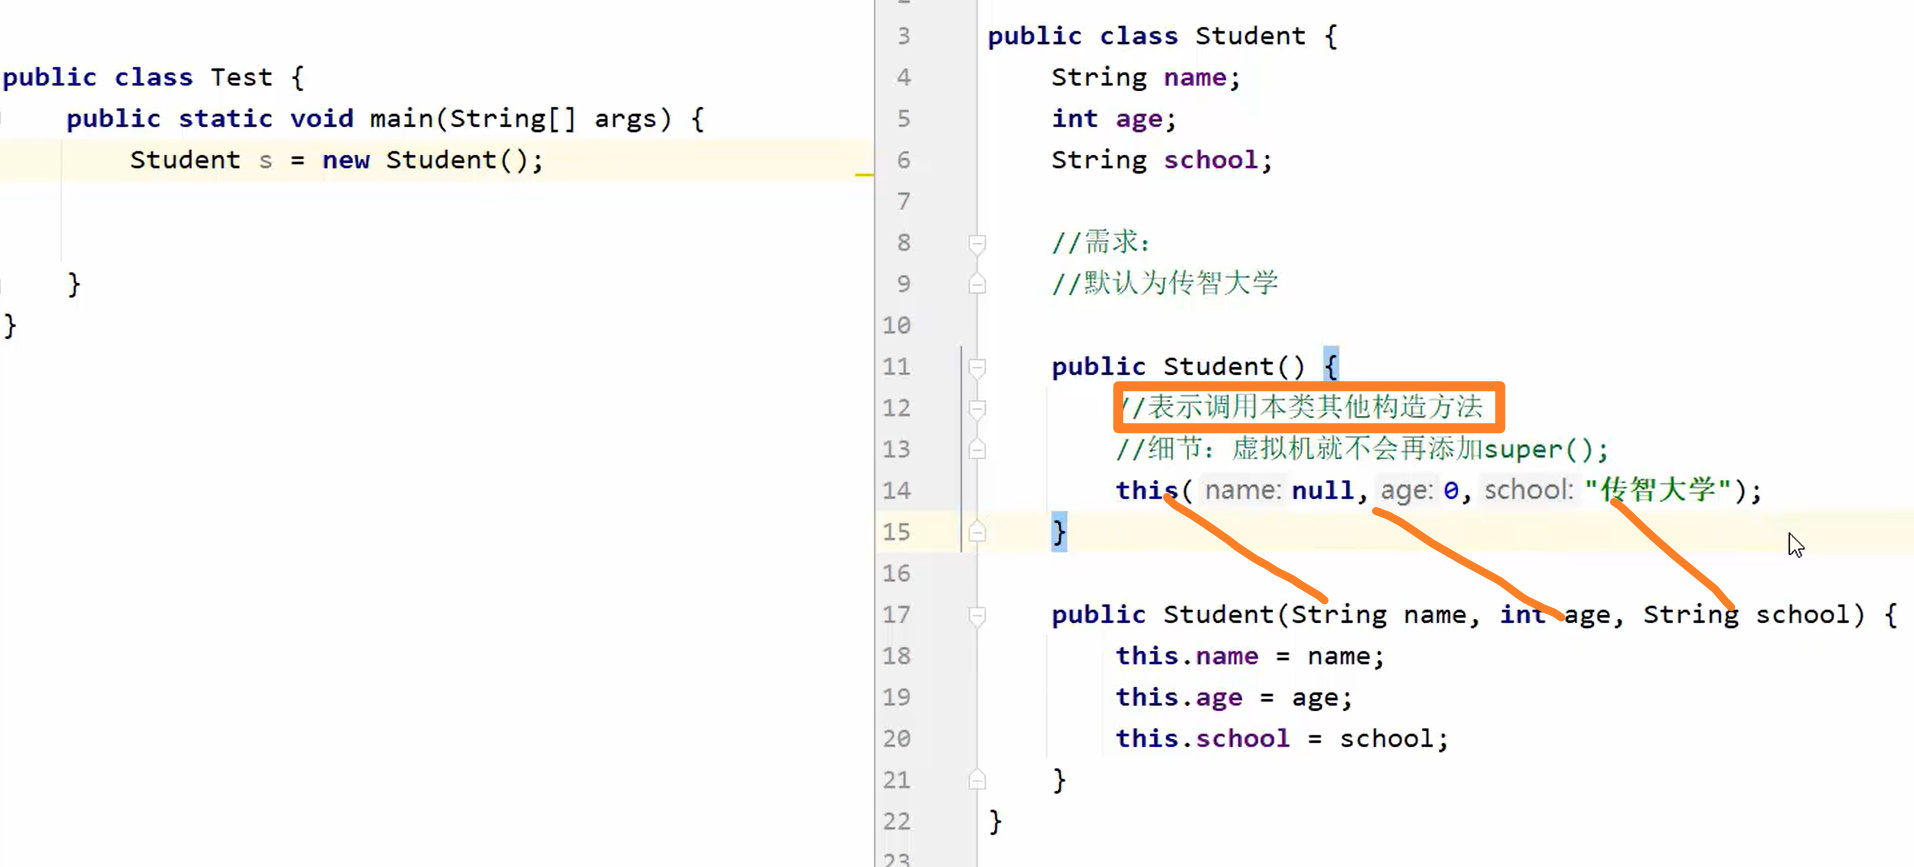 public class Test {
public static void main(String[] args) {
Student s = new Student();
}
}
3 public class Student {
4 String name;
5 int age;
6 String school;
7
8 //需求：
9 //默认为传智大学
10
11 public Student() {
12 //表示调用本类其他构造方法
13 //细节：虚拟机就不会再添加super();
14 this( name: null, age: 0, school: "传智大学");
15 }
16
17 public Student(String name, int age, String school) {
18 this.name = name;
19 this.age = age;
20 this.school = school;
21 }
22 }
23